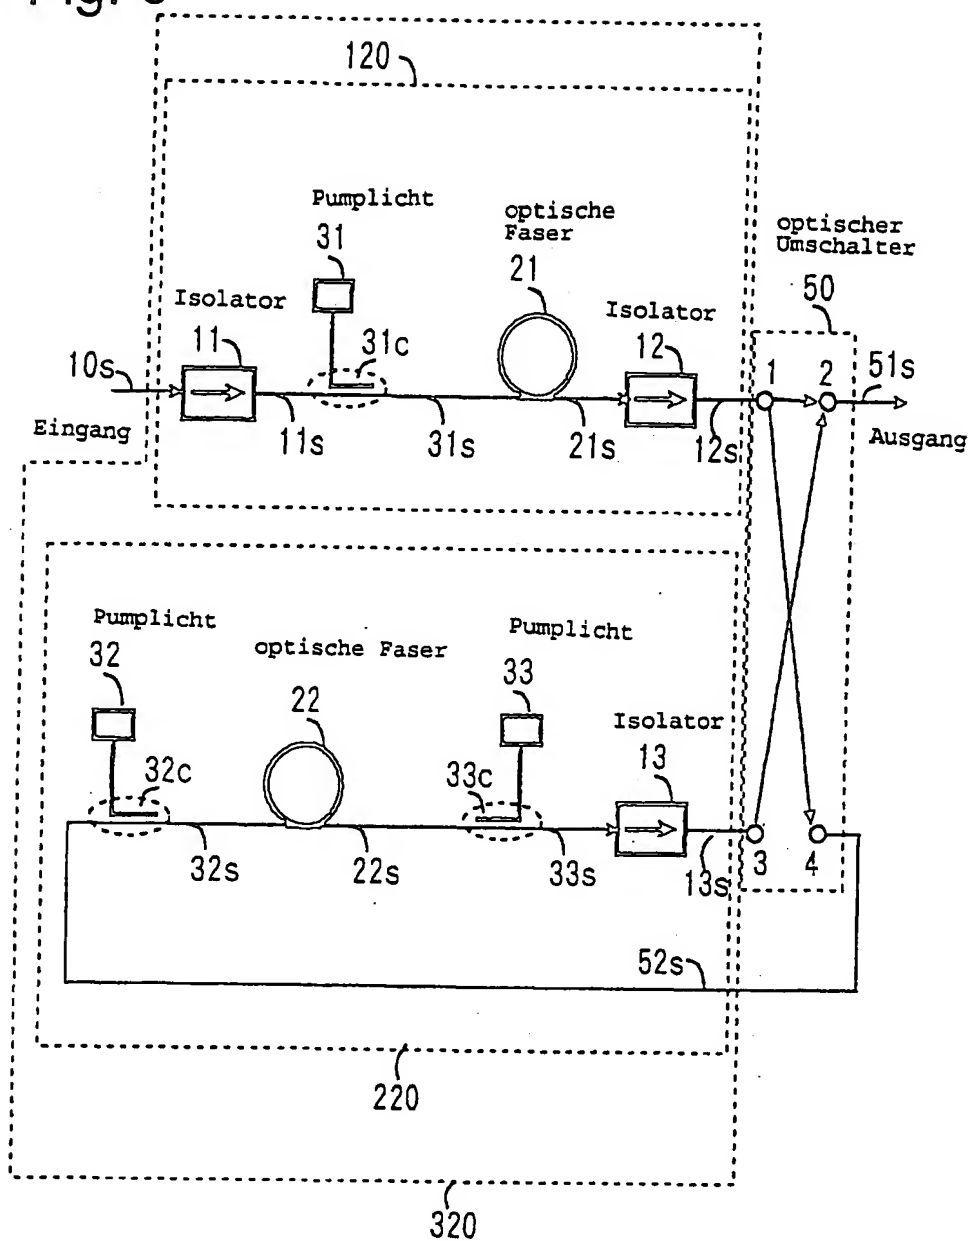 120
Pumplicht
31
optische
Faser
21
optischer
Umschalter
50
Isolator
11
31c
Isolator
12
10s
1
2
51s
Eingang
11s
31s
21s
12s
Ausgang
Pumplicht
32
optische Faser
22
Pumplicht
33
Isolator
13
32c
33c
32s
22s
33s
13s
3
4
52s
220
320